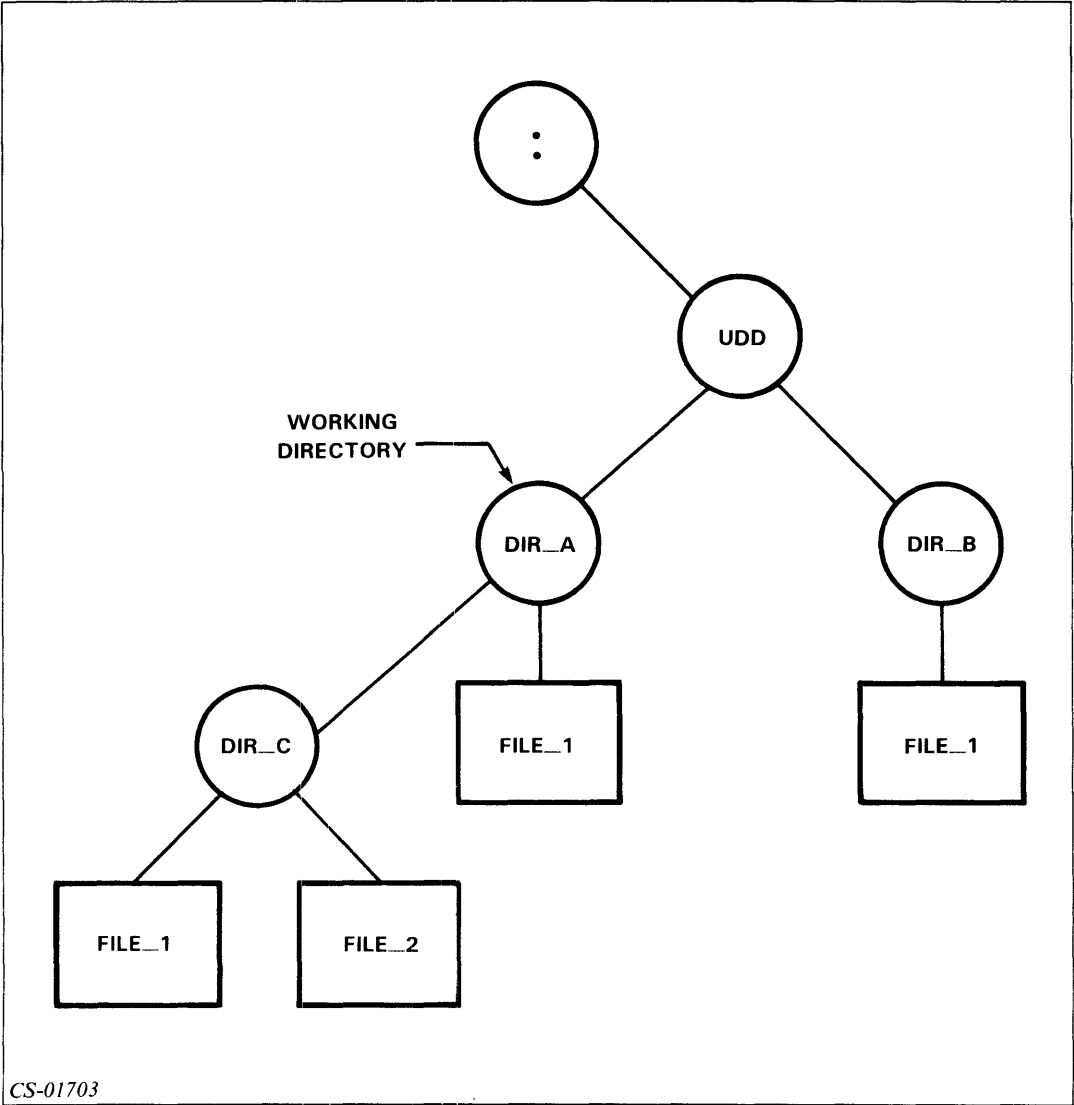 :
UDD
WORKING
DIRECTORY
DIR_A
DIR_B
DIR_C
FILE_1
FILE_1
FILE_1
FILE_2
CS-01703